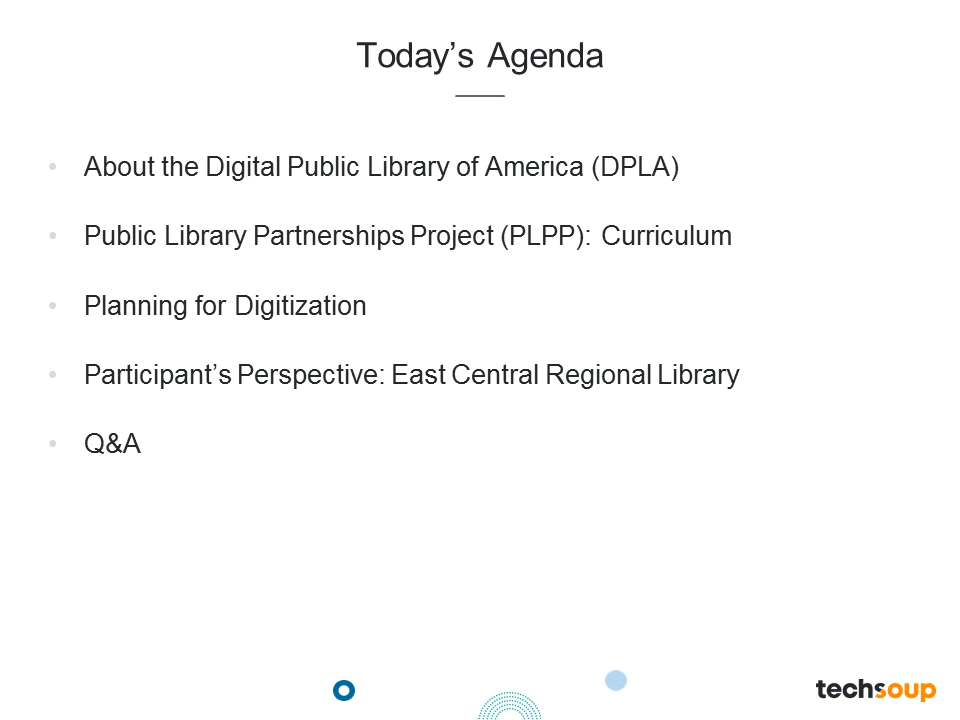 Today’s Agenda
• About the Digital Public Library of America (DPLA)
• Public Library Partnerships Project (PLPP): Curriculum
• Planning for Digitization
• Participant’s Perspective: East Central Regional Library
• Q&A
techsoup